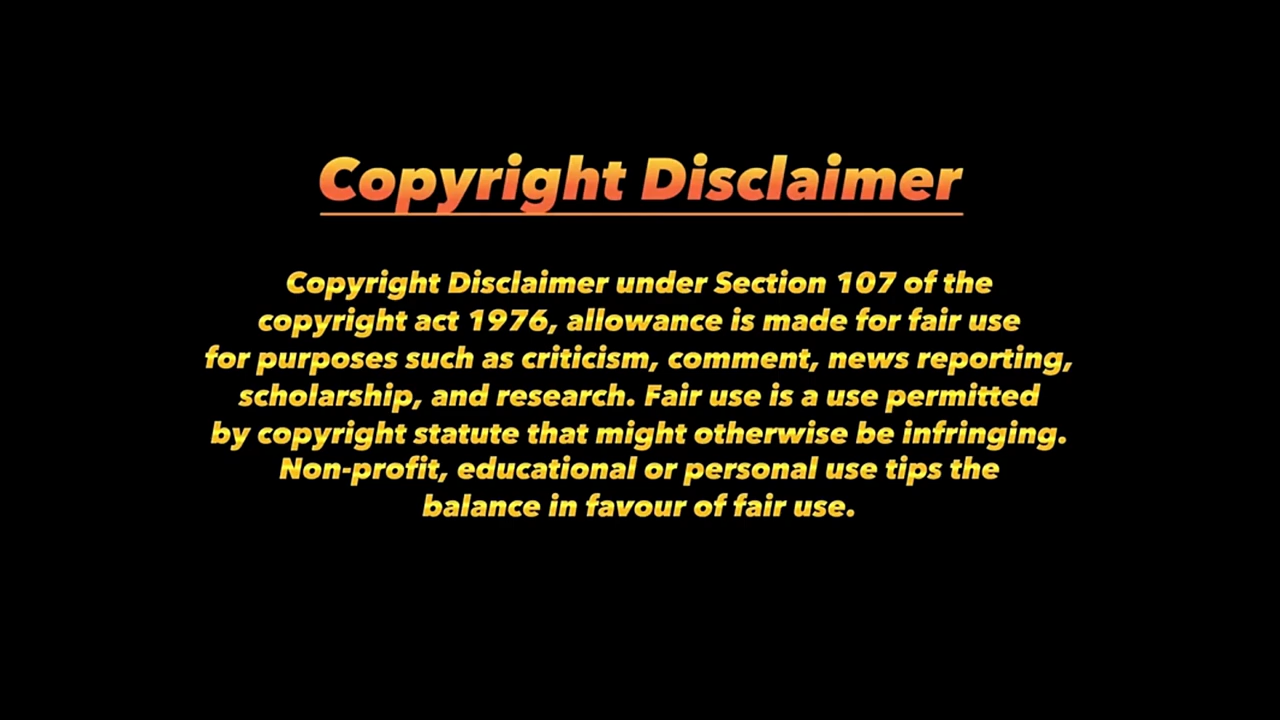 Copyright Disclaimer
Copyright Disclaimer under Section 107 of the
copyright act 1976, allowance is made for fair use
for purposes such as criticism, comment, news reporting,
scholarship, and research. Fair use is a use permitted
by copyright statute that might otherwise be infringing.
Non-profit, educational or personal use tips the
balance in favour of fair use.